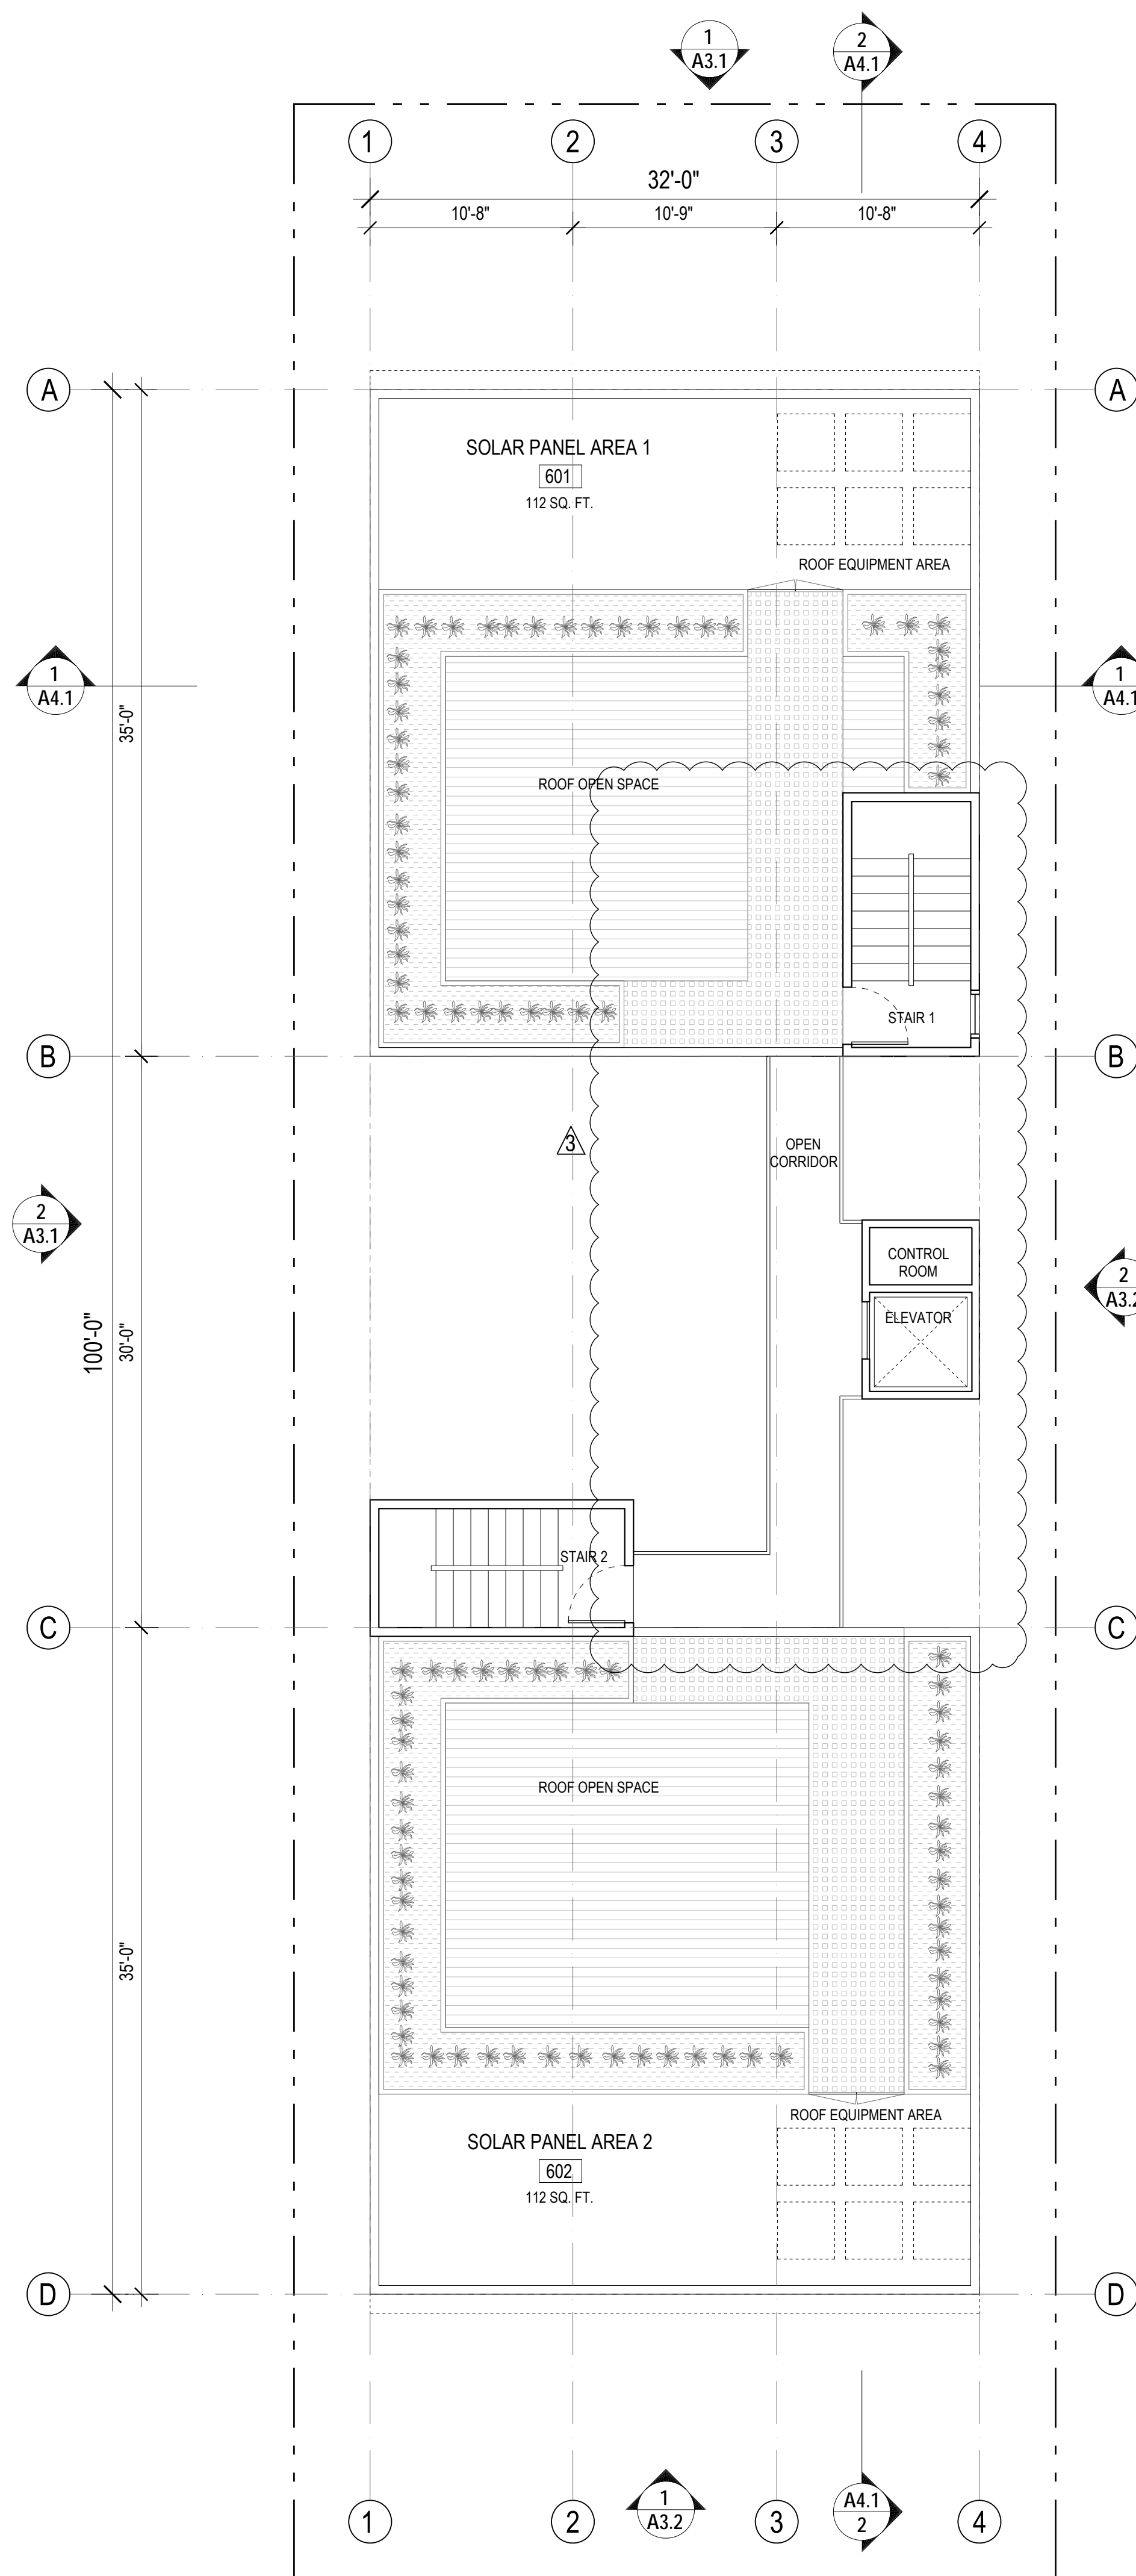 1
A3.1
2
A4.1
1
2
3
4
32'-0"
10'-8"
10'-9"
10'-8"
A
A
SOLAR PANEL AREA 1
601
112 SQ. FT.
ROOF EQUIPMENT AREA
1
A4.1
1
A4.1
35'-0"
ROOF OPEN SPACE
STAIR 1
B
B
3
OPEN
CORRIDOR
2
A3.1
CONTROL
ROOM
2
A3.2
ELEVATOR
100'-0"
30'-0"
STAIR 2
C
C
ROOF OPEN SPACE
35'-0"
ROOF EQUIPMENT AREA
SOLAR PANEL AREA 2
602
112 SQ. FT.
D
D
1
2
1
A3.2
3
A4.1
2
4